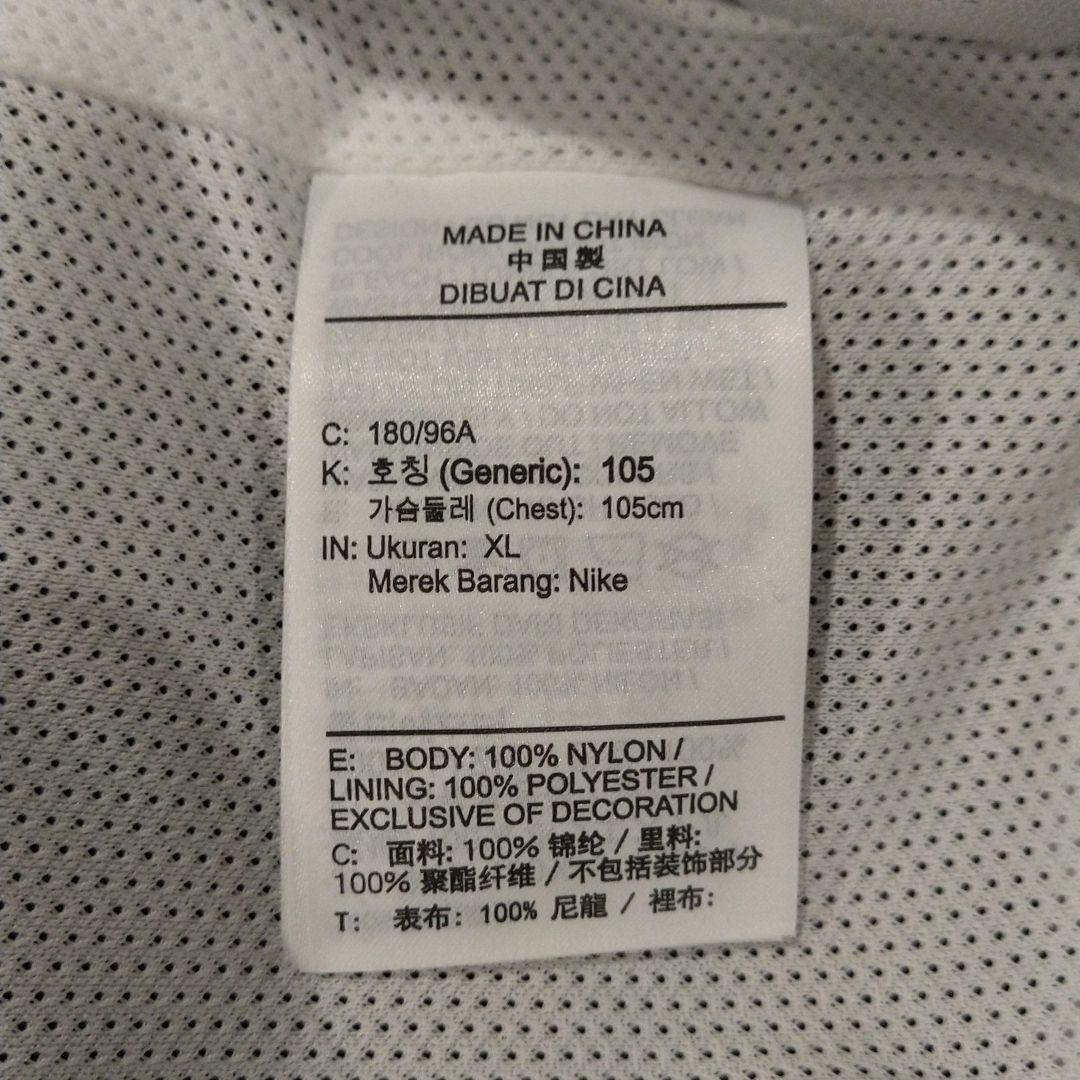 MADE IN CHINA
中国製
DIBUAT DI CINA
C: 180/96A
K: 호칭 (Generic): 105
가슴둘레 (Chest): 105cm
IN: Ukuran: XL
Merek Barang: Nike
E: BODY: 100% NYLON /
LINING: 100% POLYESTER /
EXCLUSIVE OF DECORATION
C: 面料: 100% 锦纶 / 里料:
100% 聚酯纤维 / 不包括装饰部分
T: 表布: 100% 尼龍 / 裡布: